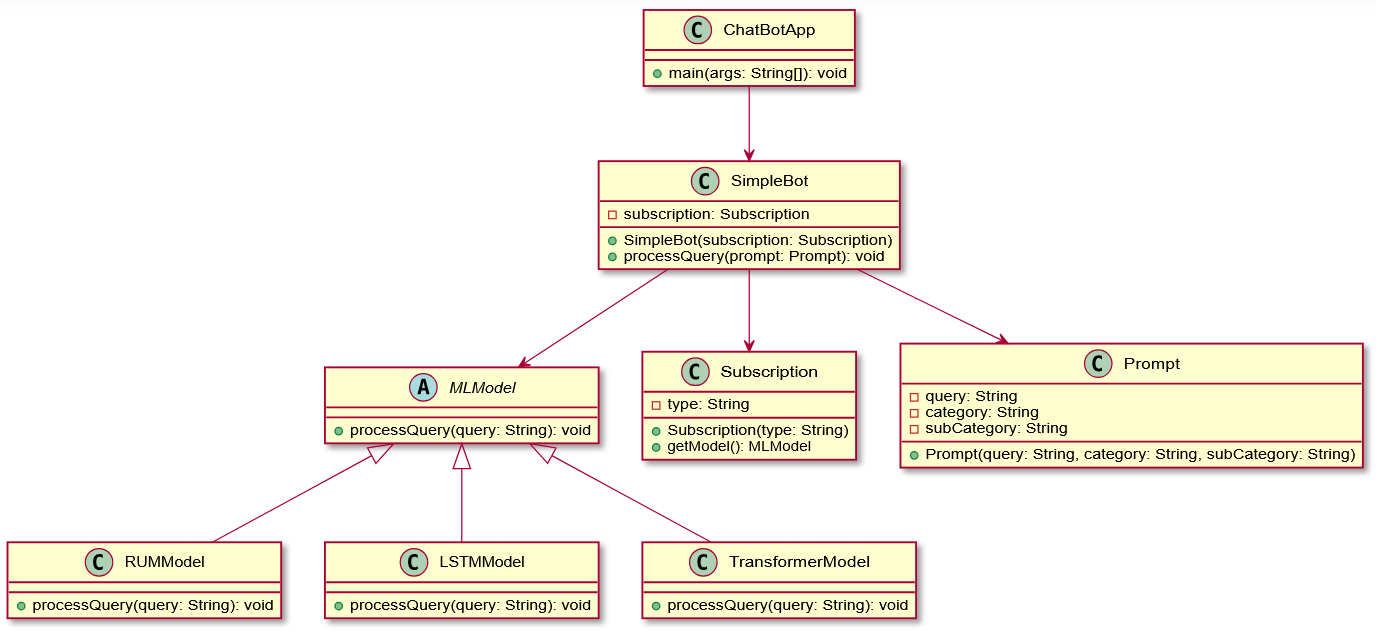 C ChatBotApp
main(args: String[]): void
C SimpleBot
subscription: Subscription
SimpleBot(subscription: Subscription)
processQuery(prompt: Prompt): void
A MLModel
processQuery(query: String): void
C Subscription
type: String
Subscription(type: String)
getModel(): MLModel
C Prompt
query: String
category: String
subCategory: String
Prompt(query: String, category: String, subCategory: String)
C RUMModel
processQuery(query: String): void
C LSTMModel
processQuery(query: String): void
C TransformerModel
processQuery(query: String): void